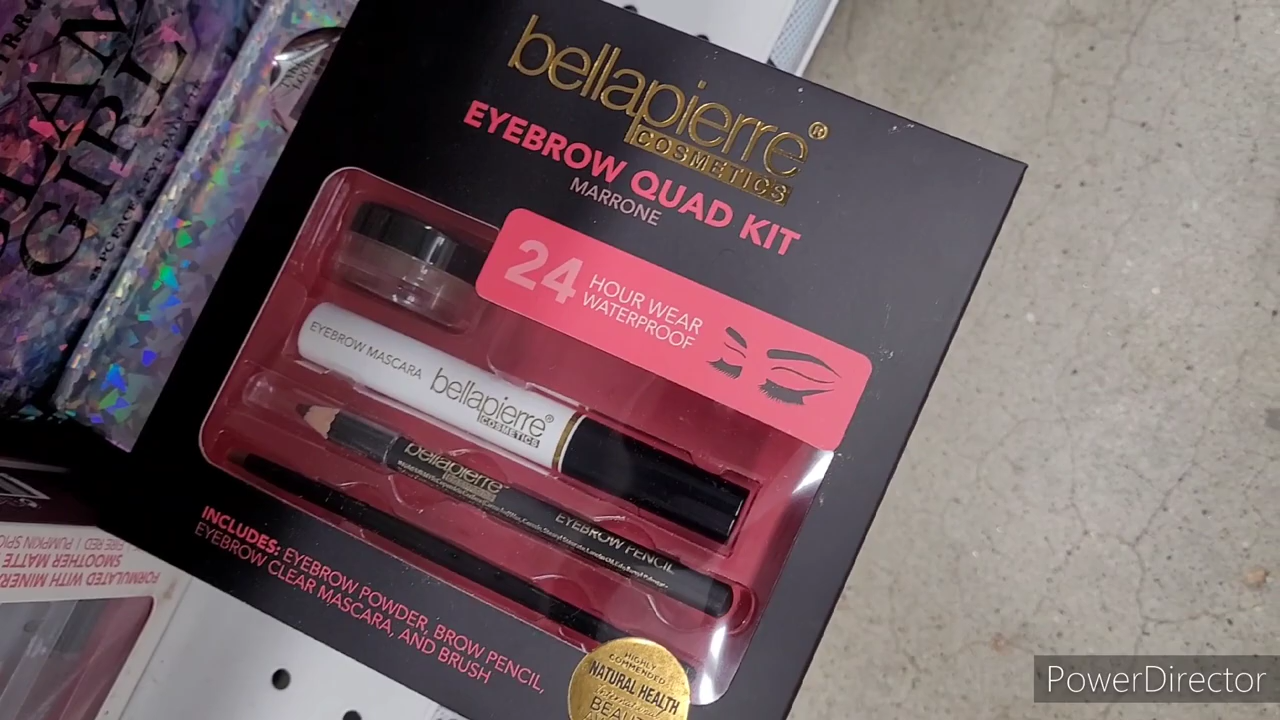 bellapierre®
COSMETICS
EYEBROW QUAD KIT
MARRONE
24
HOUR WEAR
WATERPROOF
EYEBROW MASCARA
bellapierre®
COSMETICS
bellapierre
EYEBROW PENCIL
INCLUDES: EYEBROW POWDER, BROW PENCIL,
EYEBROW CLEAR MASCARA, AND BRUSH
HIGHLY
COMMENDED
NATURAL HEALTH
International
BEAUTY
GLAM
GIRL
FORMULATED WITH
SMOOTHER MATTE
FIRE RED | PUMPKIN
PowerDirector